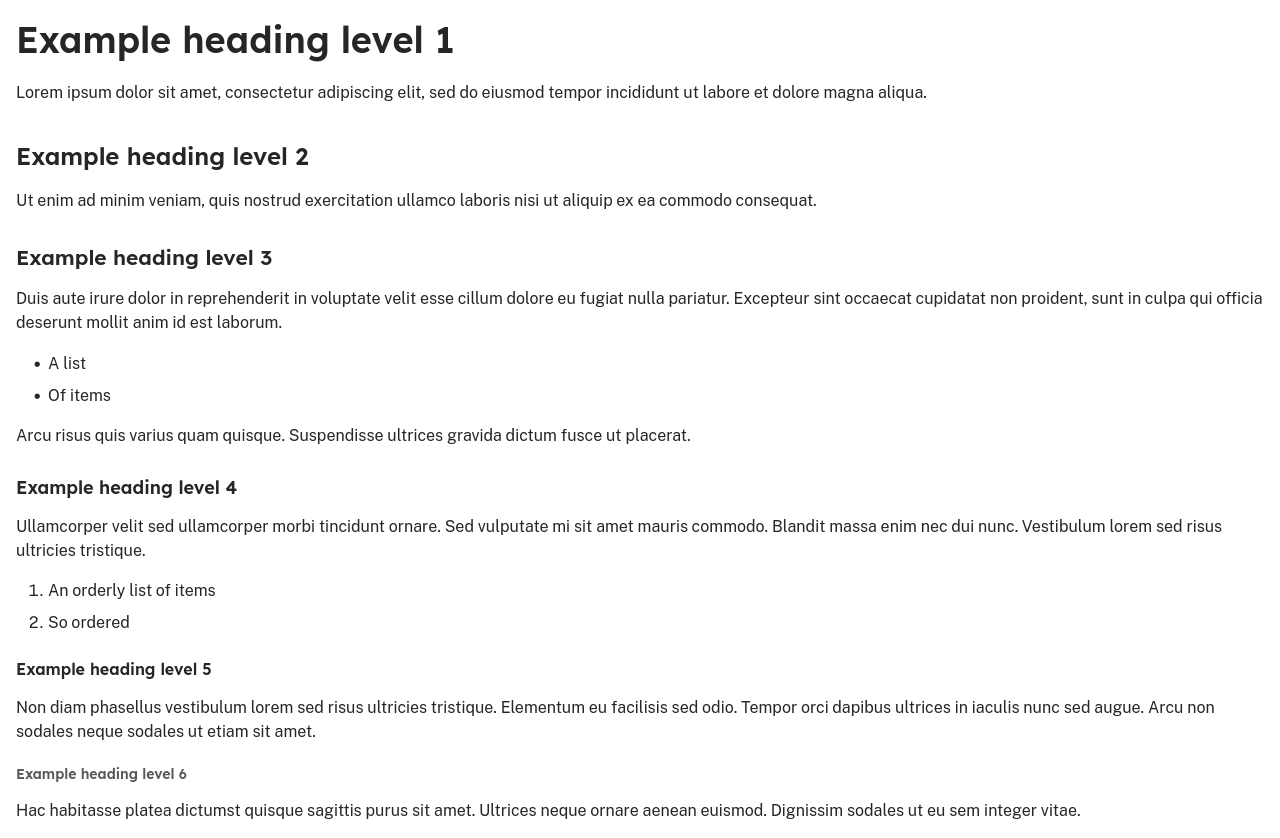 Example heading level 1
Lorem ipsum dolor sit amet, consectetur adipiscing elit, sed do eiusmod tempor incididunt ut labore et dolore magna aliqua.
Example heading level 2
Ut enim ad minim veniam, quis nostrud exercitation ullamco laboris nisi ut aliquip ex ea commodo consequat.
Example heading level 3
Duis aute irure dolor in reprehenderit in voluptate velit esse cillum dolore eu fugiat nulla pariatur. Excepteur sint occaecat cupidatat non proident, sunt in culpa qui officia
deserunt mollit anim id est laborum.
• A list
• Of items
Arcu risus quis varius quam quisque. Suspendisse ultrices gravida dictum fusce ut placerat.
Example heading level 4
Ullamcorper velit sed ullamcorper morbi tincidunt ornare. Sed vulputate mi sit amet mauris commodo. Blandit massa enim nec dui nunc. Vestibulum lorem sed risus
ultricies tristique.
1. An orderly list of items
2. So ordered
Example heading level 5
Non diam phasellus vestibulum lorem sed risus ultricies tristique. Elementum eu facilisis sed odio. Tempor orci dapibus ultrices in iaculis nunc sed augue. Arcu non
sodales neque sodales ut etiam sit amet.
Example heading level 6
Hac habitasse platea dictumst quisque sagittis purus sit amet. Ultrices neque ornare aenean euismod. Dignissim sodales ut eu sem integer vitae.